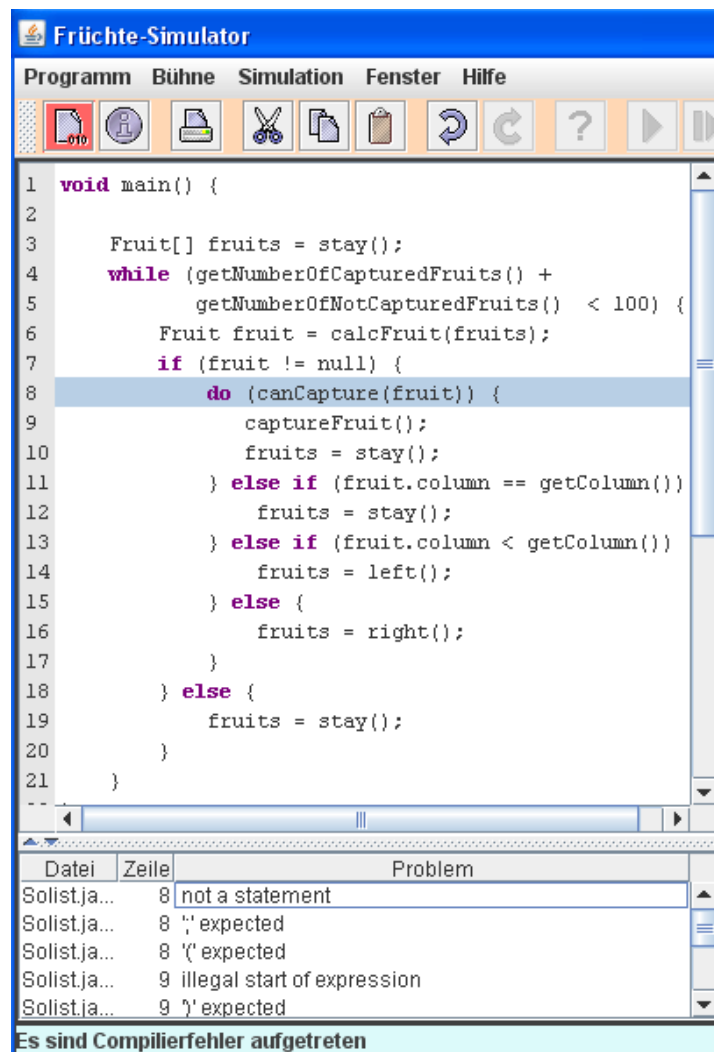 Früchte-Simulator
Programm Bühne Simulation Fenster Hilfe
010
1 void main() {
2
3 Fruit[] fruits = stay();
4 while (getNumberOfCapturedFruits() +
5 getNumberOfNotCapturedFruits() < 100) {
6 Fruit fruit = calcFruit(fruits);
7 if (fruit != null) {
8 do (canCapture(fruit)) {
9 captureFruit();
10 fruits = stay();
11 } else if (fruit.column == getColumn())
12 fruits = stay();
13 } else if (fruit.column < getColumn())
14 fruits = left();
15 } else {
16 fruits = right();
17 }
18 } else {
19 fruits = stay();
20 }
21 }
Datei Zeile Problem
Solist.ja... 8 not a statement
Solist.ja... 8 ';' expected
Solist.ja... 8 '(' expected
Solist.ja... 9 illegal start of expression
Solist.ja... 9 ')' expected
Es sind Compilierfehler aufgetreten